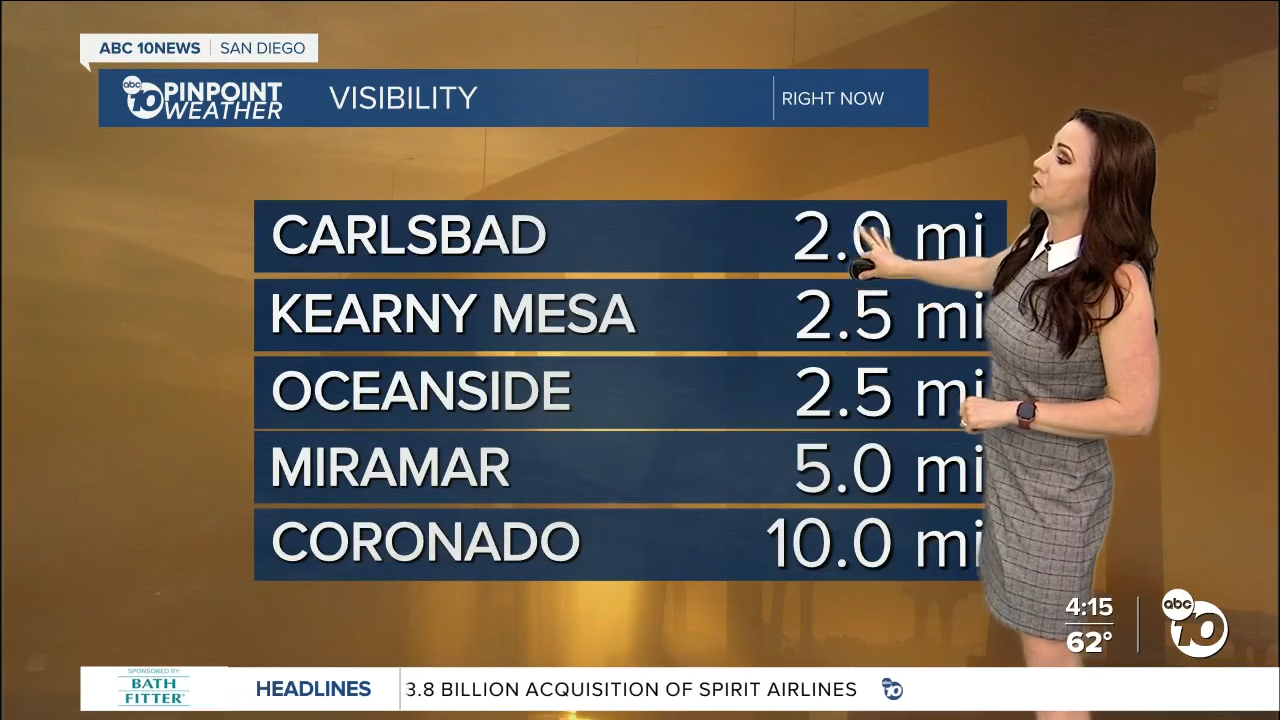 ABC 10NEWS | SAN DIEGO
abc 10 PINPOINT WEATHER
VISIBILITY
RIGHT NOW
CARLSBAD 2.0 mi
KEARNY MESA 2.5 mi
OCEANSIDE 2.5 mi
MIRAMAR 5.0 mi
CORONADO 10.0 mi
4:15
62°
abc 10
SPONSORED BY:
BATH
FITTER®
HEADLINES
3.8 BILLION ACQUISITION OF SPIRIT AIRLINES
abc 10